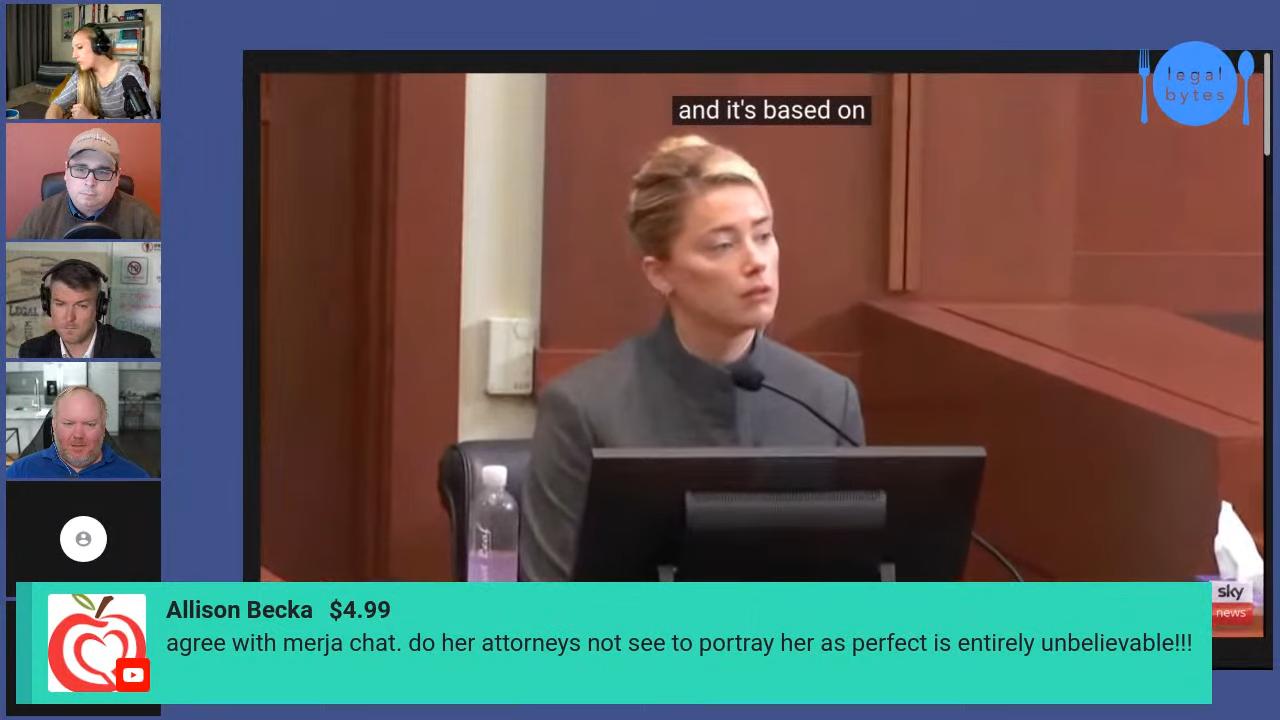 and it's based on
legal
bytes
LEGAL
sky
news
Allison Becka $4.99
agree with merja chat. do her attorneys not see to portray her as perfect is entirely unbelievable!!!